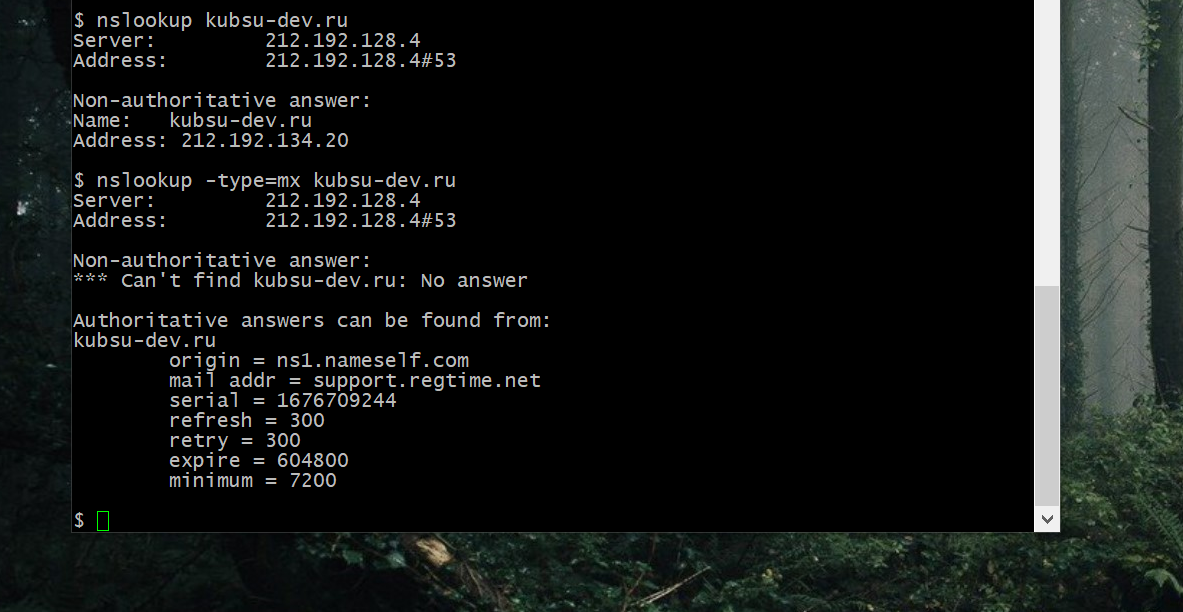 $ nslookup kubsu-dev.ru
Server:         212.192.128.4
Address:        212.192.128.4#53
Non-authoritative answer:
Name:   kubsu-dev.ru
Address: 212.192.134.20
$ nslookup -type=mx kubsu-dev.ru
Server:         212.192.128.4
Address:        212.192.128.4#53
Non-authoritative answer:
*** Can't find kubsu-dev.ru: No answer
Authoritative answers can be found from:
kubsu-dev.ru
        origin = ns1.nameself.com
        mail addr = support.regtime.net
        serial = 1676709244
        refresh = 300
        retry = 300
        expire = 604800
        minimum = 7200
$